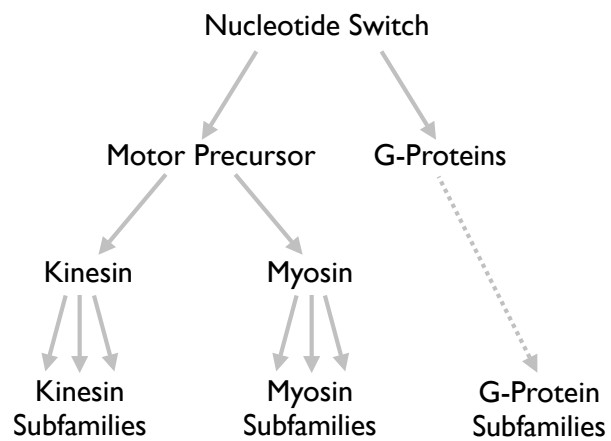 Nucleotide Switch
Motor Precursor
G-Proteins
Kinesin
Myosin
Kinesin
Subfamilies
Myosin
Subfamilies
G-Protein
Subfamilies